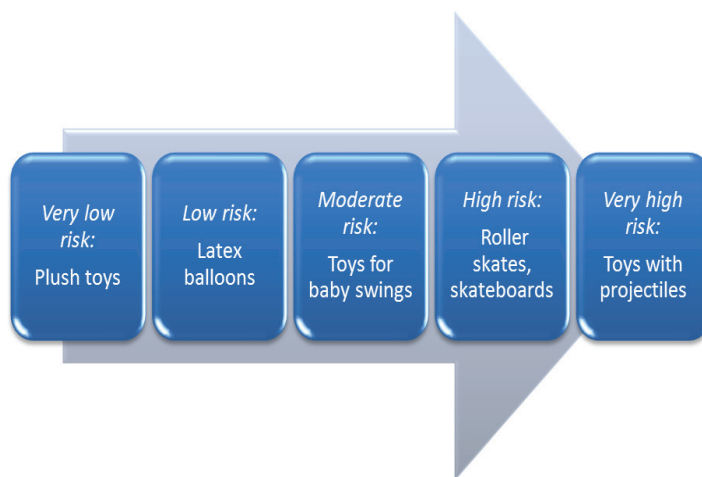 Very low
risk:
Plush toys
Low risk:
Latex
balloons
Moderate
risk:
Toys for
baby swings
High risk:
Roller
skates,
skateboards
Very high
risk:
Toys with
projectiles